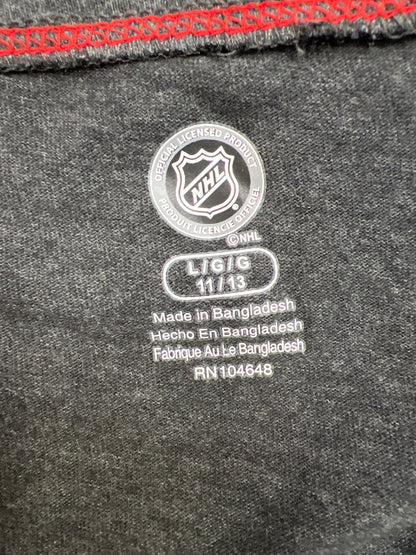 OFFICIAL LICENSED PRODUCT
NHL
PRODUIT LICENCIÉ OFFICIEL
©NHL
L/G/G
11/13
Made in Bangladesh
Hecho En Bangladesh
Fabrique Au Le Bangladesh
RN104648